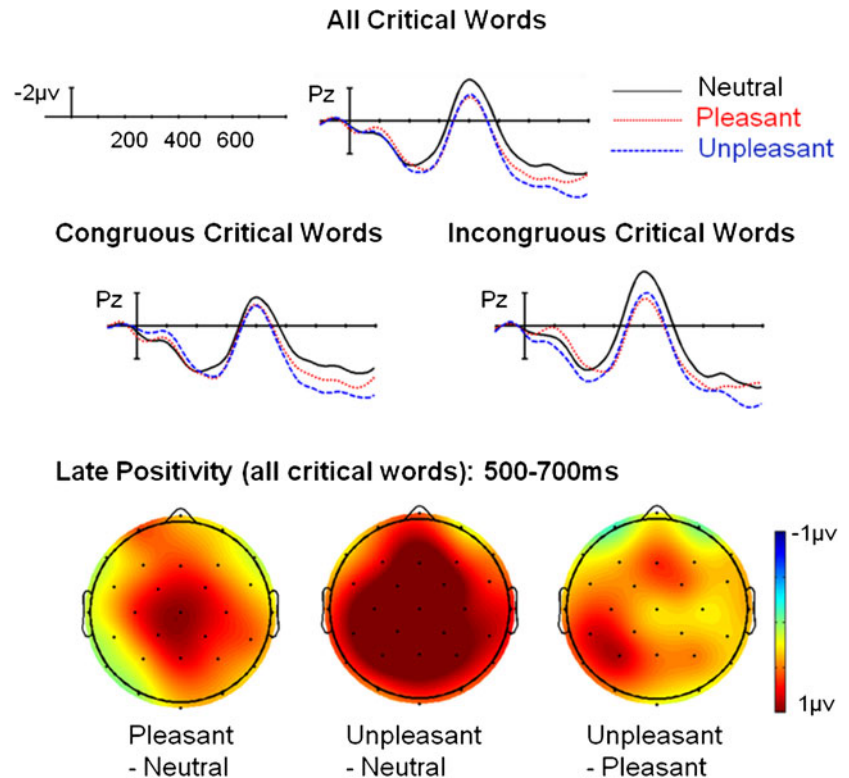 All Critical Words
-2μv
200 400 600
Pz
Neutral
Pleasant
Unpleasant
Congruous Critical Words
Incongruous Critical Words
Pz
Pz
Late Positivity (all critical words): 500-700ms
-1μv
1μv
Pleasant
- Neutral
Unpleasant
- Neutral
Unpleasant
- Pleasant